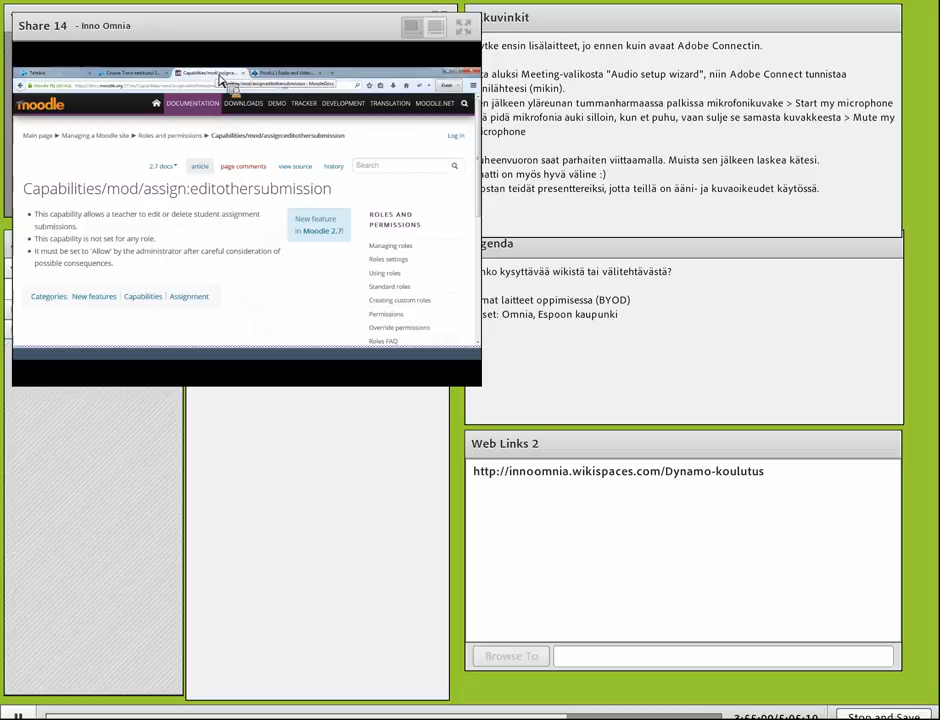 Share 14 - Inno Omnia
moodle
DOCUMENTATION DOWNLOADS DEMO TRACKER DEVELOPMENT TRANSLATION MOODLE.NET
Main page ▶ Managing a Moodle site ▶ Roles and permissions ▶ Capabilities/mod/assign:editothersubmission
Log in
2.7 docs article page comments view source history Search
Capabilities/mod/assign:editothersubmission
This capability allows a teacher to edit or delete student assignment
submissions.
This capability is not set for any role.
It must be set to 'Allow' by the administrator after careful consideration of
possible consequences.
New feature
in Moodle 2.7!
Categories: New features Capabilities Assignment
ROLES AND
PERMISSIONS
Managing roles
Roles settings
Using roles
Standard roles
Creating custom roles
Permissions
Override permissions
Roles FAQ
kuvinkit
ytke ensin lisälaitteet, jo ennen kuin avaat Adobe Connectin.
ta aluksi Meeting-valikosta "Audio setup wizard", niin Adobe Connect tunnistaa
nilähteesi (mikin).
en jälkeen yläreunan tummanharmaassa palkissa mikrofonikuvake > Start my microphone
ä pidä mikrofonia auki silloin, kun et puhu, vaan sulje se samasta kuvakkeesta > Mute my
crophone
heenvuoron saat parhaiten viittaamalla. Muista sen jälkeen laskea kätesi.
atti on myös hyvä väline :)
ostan teidät presenttereiksi, jotta teillä on ääni- ja kuvaoikeudet käytössä.
genda
nko kysyttävää wikistä tai välitehtävästä?
mat laitteet oppimisessa (BYOD)
set: Omnia, Espoon kaupunki
Web Links 2
http://innoomnia.wikispaces.com/Dynamo-koulutus
Browse To
Stop and Save